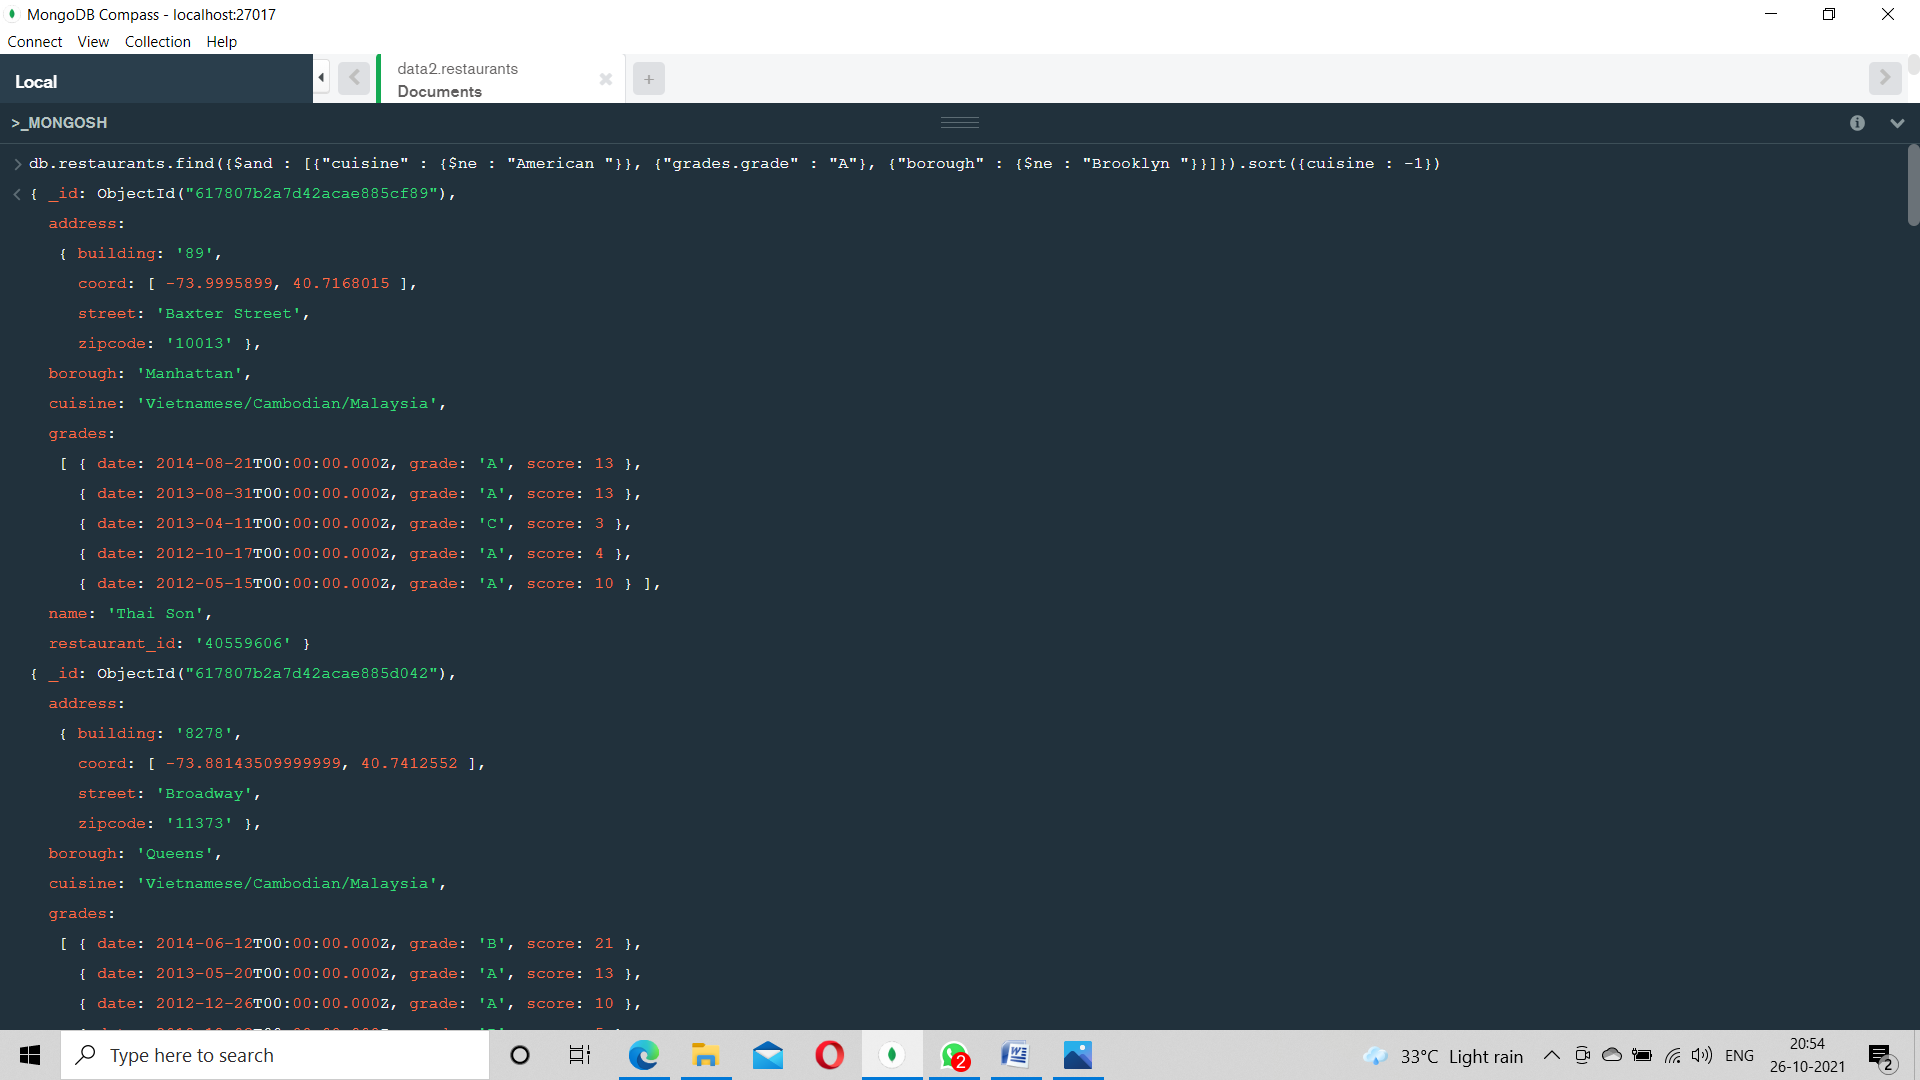 MongoDB Compass - localhost:27017
Connect View Collection Help
Local
data2.restaurants
Documents
>_MONGOSH
db.restaurants.find({$and : [{"cuisine" : {$ne : "American "}}, {"grades.grade" : "A"}, {"borough" : {$ne : "Brooklyn "}}]}).sort({cuisine : -1})
{ _id: ObjectId("617807b2a7d42acae885cf89"),
address:
{ building: '89',
coord: [ -73.9995899, 40.7168015 ],
street: 'Baxter Street',
zipcode: '10013' },
borough: 'Manhattan',
cuisine: 'Vietnamese/Cambodian/Malaysia',
grades:
[ { date: 2014-08-21T00:00:00.000Z, grade: 'A', score: 13 },
{ date: 2013-08-31T00:00:00.000Z, grade: 'A', score: 13 },
{ date: 2013-04-11T00:00:00.000Z, grade: 'C', score: 3 },
{ date: 2012-10-17T00:00:00.000Z, grade: 'A', score: 4 },
{ date: 2012-05-15T00:00:00.000Z, grade: 'A', score: 10 } ],
name: 'Thai Son',
restaurant_id: '40559606' }
{ _id: ObjectId("617807b2a7d42acae885d042"),
address:
{ building: '8278',
coord: [ -73.88143509999999, 40.7412552 ],
street: 'Broadway',
zipcode: '11373' },
borough: 'Queens',
cuisine: 'Vietnamese/Cambodian/Malaysia',
grades:
[ { date: 2014-06-12T00:00:00.000Z, grade: 'B', score: 21 },
{ date: 2013-05-20T00:00:00.000Z, grade: 'A', score: 13 },
{ date: 2012-12-26T00:00:00.000Z, grade: 'A', score: 10 },
Type here to search
2
33°C Light rain
ENG
20:54
26-10-2021
2